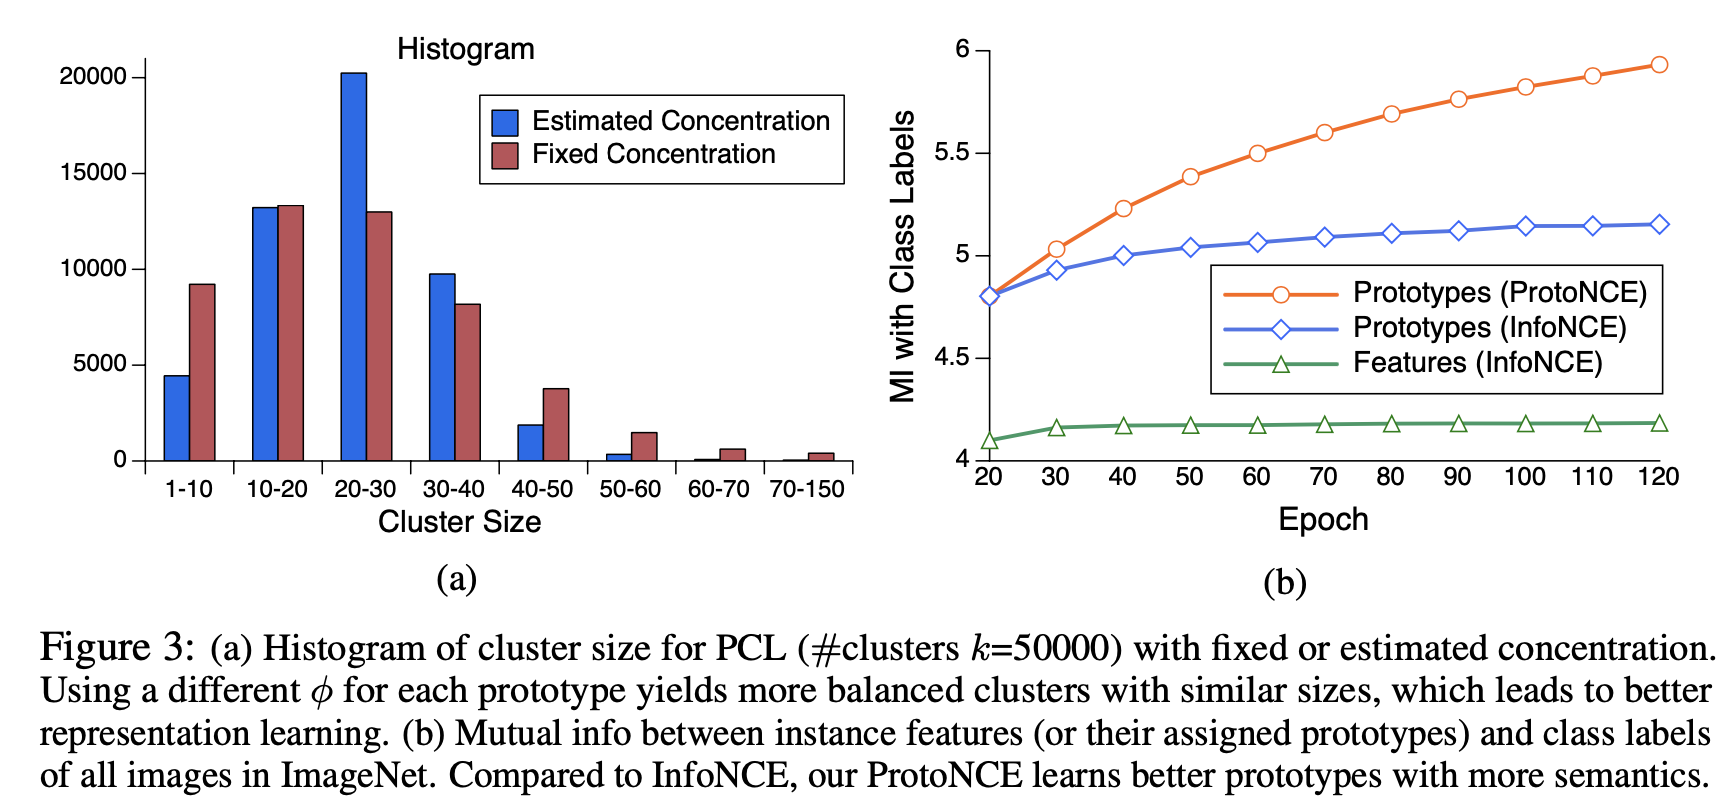 Histogram
20000
15000
10000
5000
0
Estimated Concentration
Fixed Concentration
1-10 10-20 20-30 30-40 40-50 50-60 60-70 70-150
Cluster Size
(a)
MI with Class Labels
6
5.5
5
4.5
4
Prototypes (ProtoNCE)
Prototypes (InfoNCE)
Features (InfoNCE)
20 30 40 50 60 70 80 90 100 110 120
Epoch
(b)
Figure 3: (a) Histogram of cluster size for PCL (#clusters k=50000) with fixed or estimated concentration.
Using a different ϕ for each prototype yields more balanced clusters with similar sizes, which leads to better
representation learning. (b) Mutual info between instance features (or their assigned prototypes) and class labels
of all images in ImageNet. Compared to InfoNCE, our ProtoNCE learns better prototypes with more semantics.